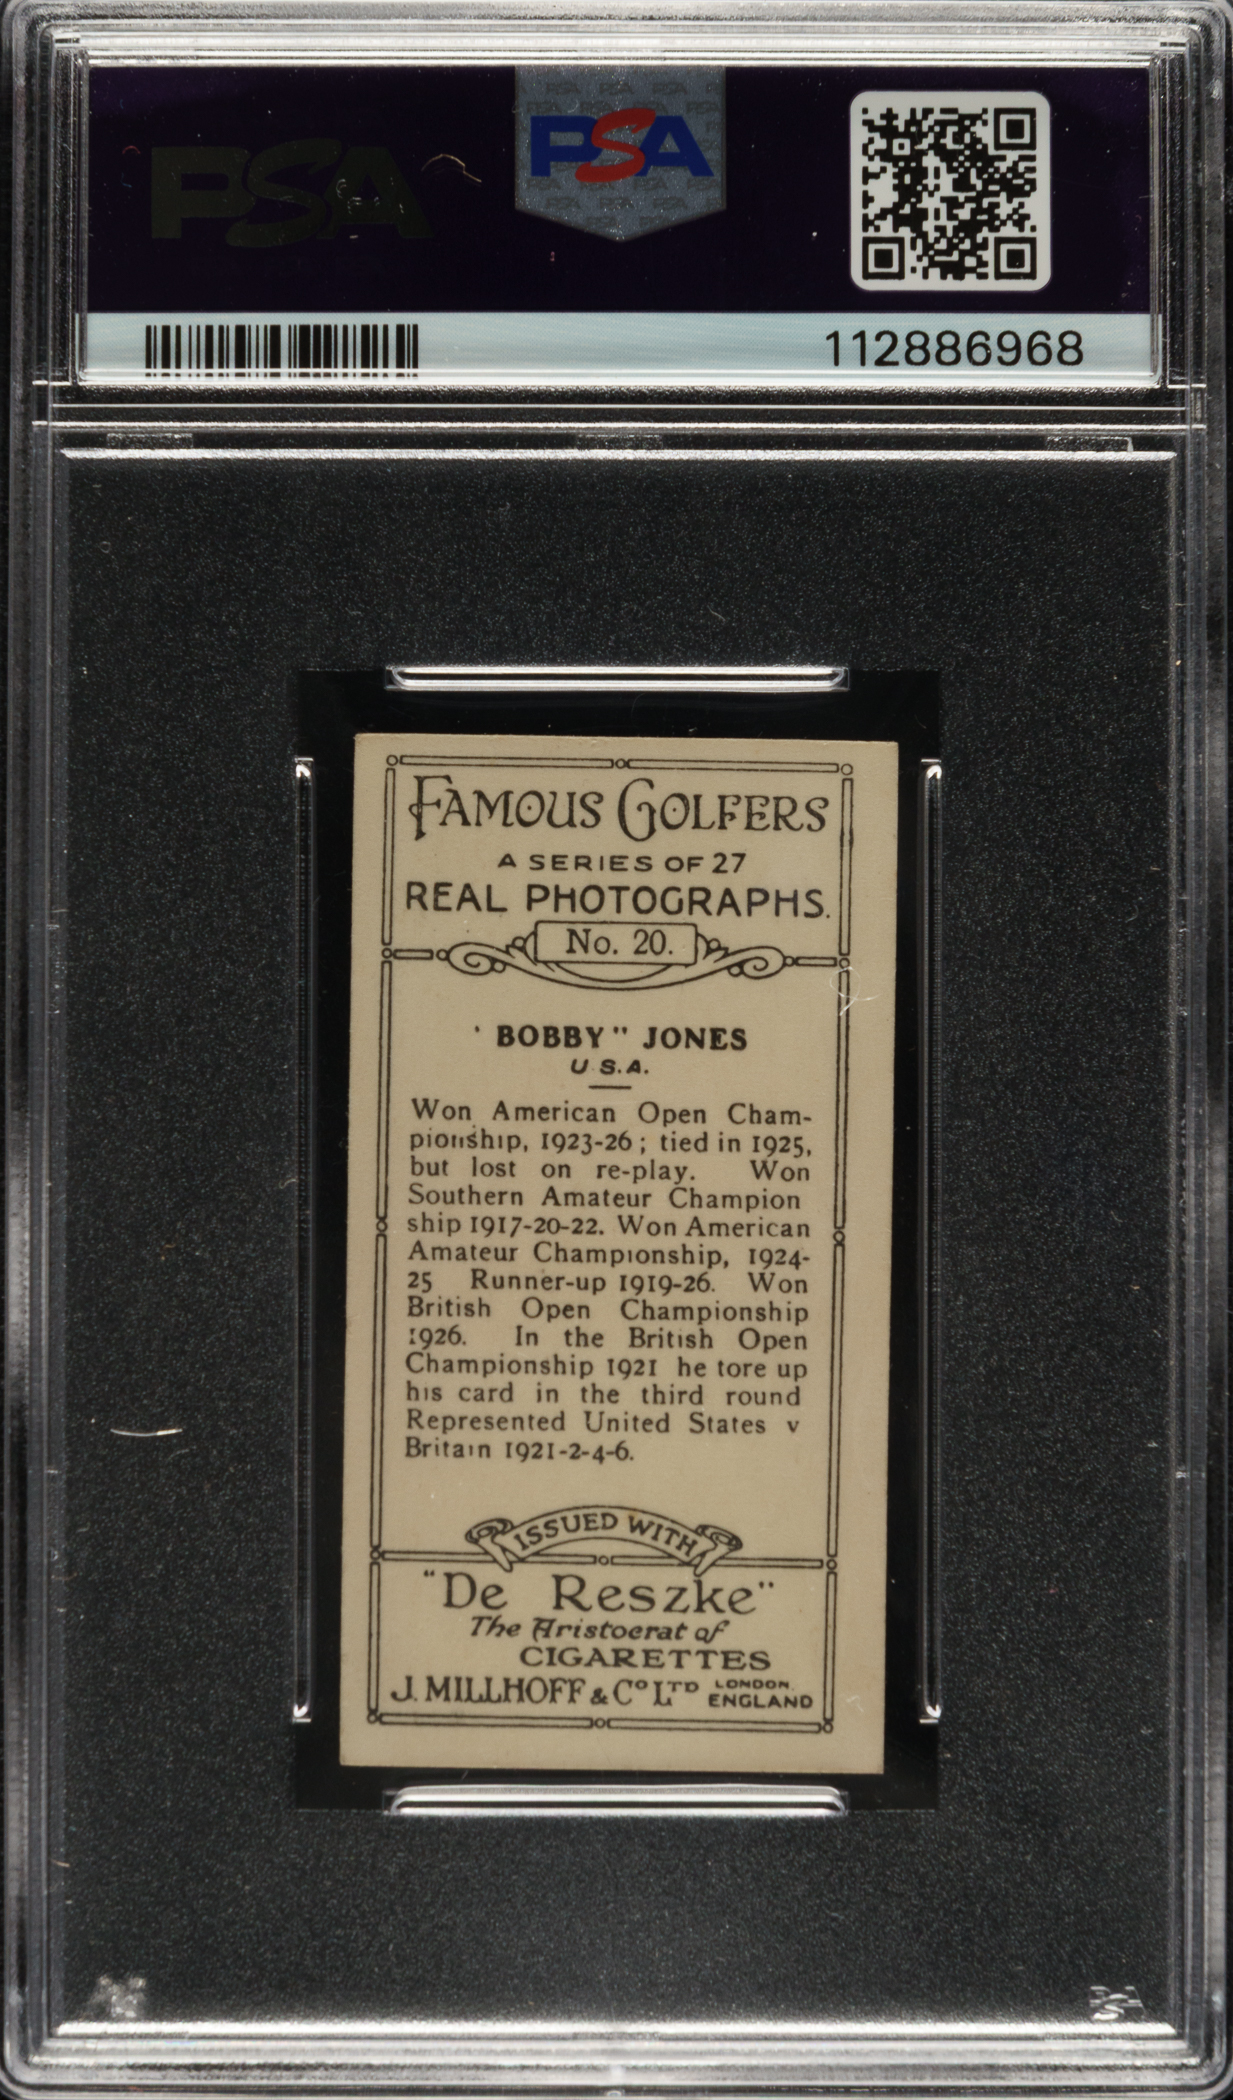 PSA
PSA
112886968
FAMOUS GOLFERS
A SERIES OF 27
REAL PHOTOGRAPHS.
No. 20.
' BOBBY" JONES
U.S.A.
Won American Open Cham-
pionship, 1923-26; tied in 1925,
but lost on re-play. Won
Southern Amateur Champion
ship 1917-20-22. Won American
Amateur Championship, 1924-
25 Runner-up 1919-26. Won
British Open Championship
1926. In the British Open
Championship 1921 he tore up
his card in the third round
Represented United States v
Britain 1921-2-4-6.
ISSUED WITH
"De Reszke"
The Aristocrat of
CIGARETTES
J. MILLHOFF & Co LTD LONDON.
ENGLAND